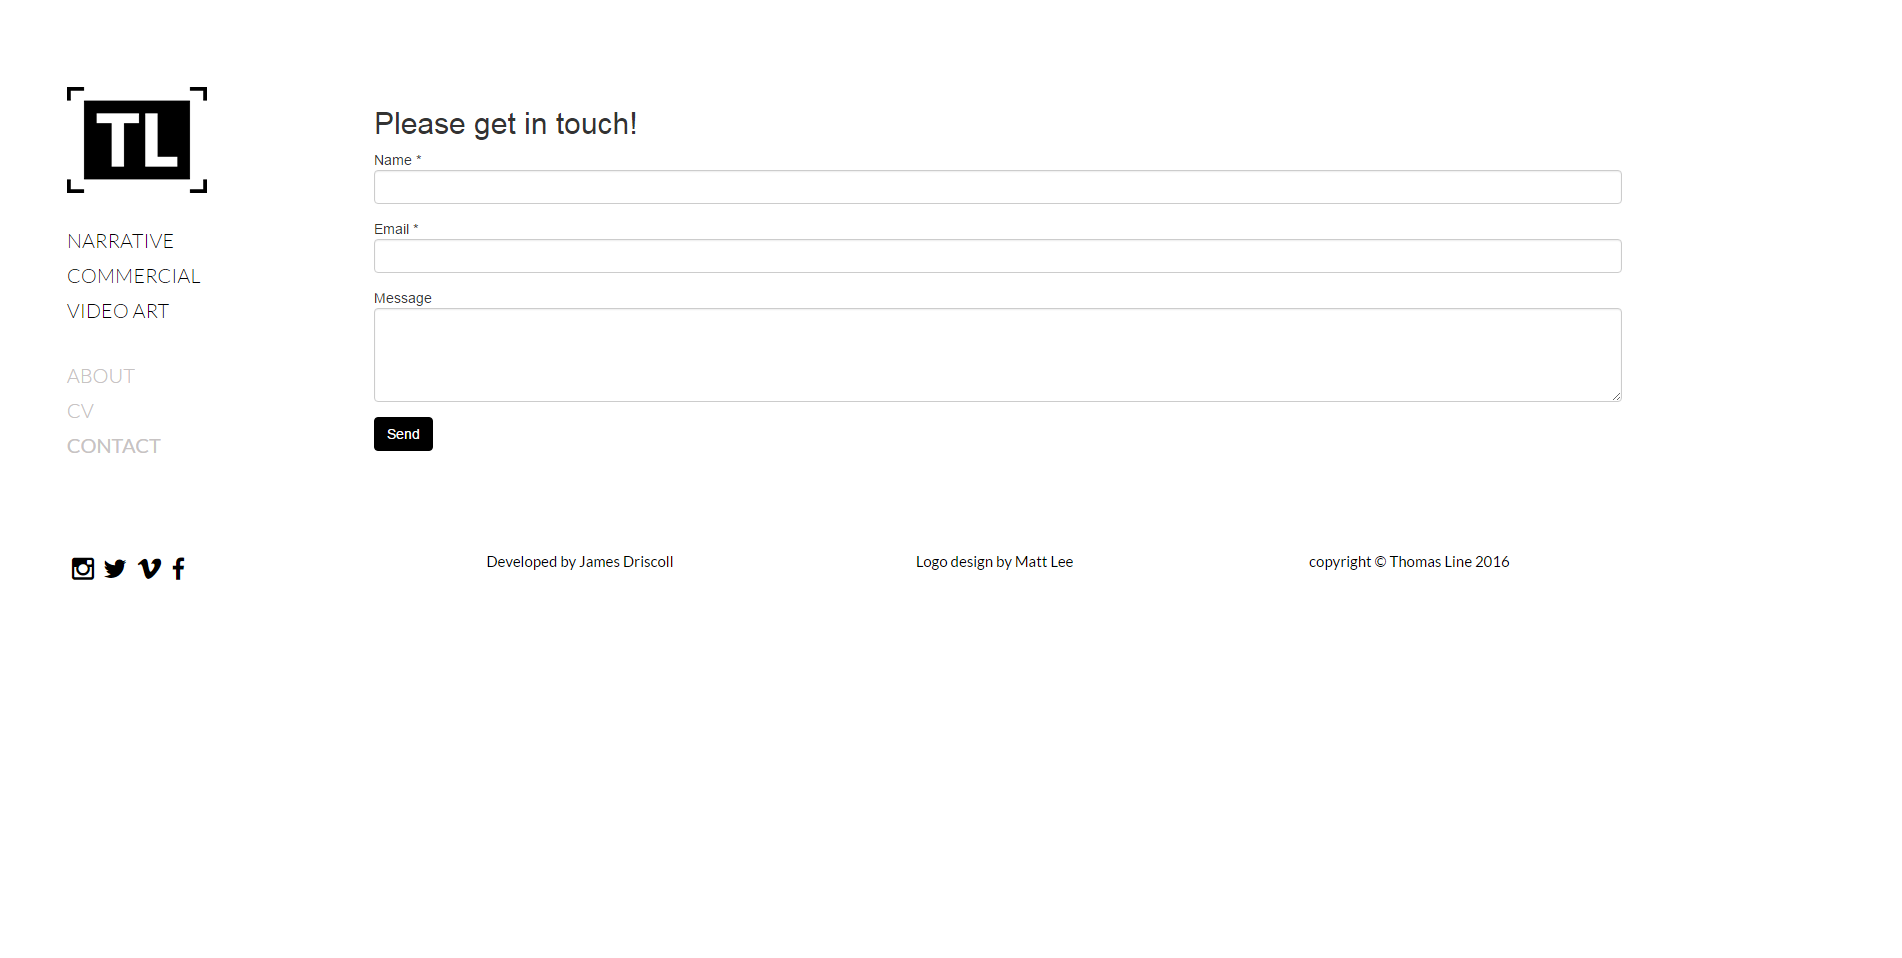 TL
NARRATIVE
COMMERCIAL
VIDEO ART
ABOUT
CV
CONTACT
Please get in touch!
Name *
Email *
Message
Send
Developed by James Driscoll
Logo design by Matt Lee
copyright © Thomas Line 2016